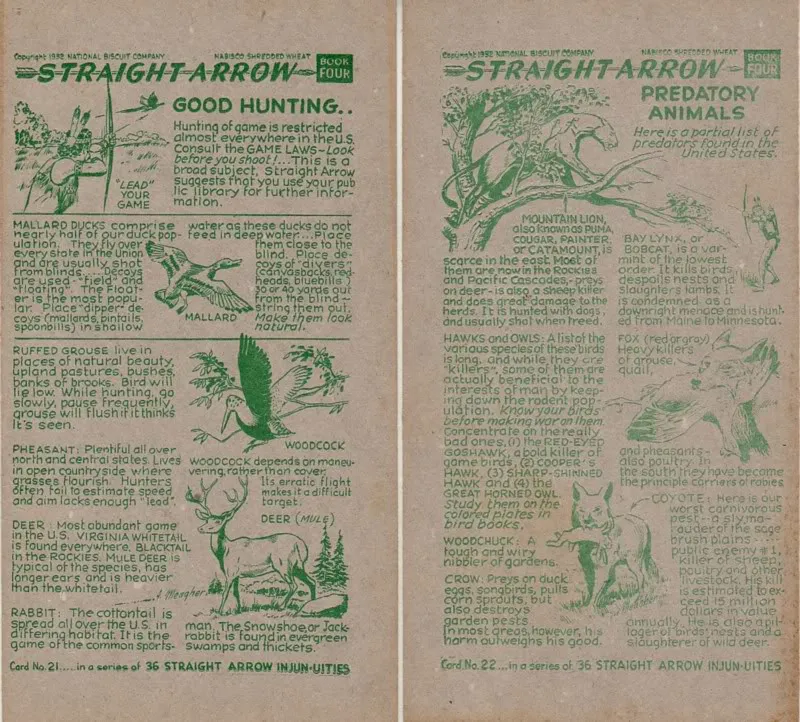 Copyright 1952 NATIONAL BISCUIT COMPANY NABISCO SHREDDED WHEAT
STRAIGHT ARROW BOOK FOUR
GOOD HUNTING..
Hunting of game is restricted
almost everywhere in the U.S.
Consult the GAME LAWS-Look
before you shoot!...This is a
broad subject, Straight Arrow
Suggests that you use your pub
lic library for further infor-
mation.
"LEAD"
YOUR
GAME
MALLARD DUCKS comprise
nearly half of our duck pop-
ulation. They fly over
every state in the Union
and are usually shot
from blinds.....Decoys
are used-"field" and
"floating". The Float-
er is the most popu-
lar. Place "dipper" de-
coys (mallards, pintails,
spoonbills) in shallow
water as these ducks do not
feed in deep water...Place
them close to the
blind. Place de-
coys of "divers"
(canvasbacks, red-
heads, bluebills)
30 or 40 yards out
from the blind-
string them out.
Make them look
natural.
MALLARD
RUFFED GROUSE live in
places of natural beauty,
upland pastures, bushes,
banks of brooks. Bird will
lie low. While hunting, go
slowly, pause frequently,
grouse will flush if it thinks
it's seen.
WOODCOCK
PHEASANT: Plentiful all over
north and central states. Lives
in open countryside where
grasses flourish. Hunters
often fail to estimate speed
and aim lacks enough "lead".
WOODCOCK depends on maneu-
vering rather than cover.
Its erratic flight
makes it a difficult
target.
DEER: Most abundant game
in the U.S. VIRGINIA WHITETAIL
is found everywhere. BLACKTAIL
in the ROCKIES. MULE DEER is
typical of the species, has
longer ears and is heavier
than the whitetail.
DEER (MULE)
F. Meagher
RABBIT: The cottontail is
spread all over the U.S. in
differing habitat. It is the
game of the common sports-
man. The Snowshoe, or Jack-
rabbit is found in evergreen
swamps and thickets.
Card No. 21.....in a series of 36 STRAIGHT ARROW INJUN-UITIES
Copyright 1952 NATIONAL BISCUIT COMPANY NABISCO SHREDDED WHEAT
STRAIGHT ARROW BOOK FOUR
PREDATORY
ANIMALS
Here is a partial list of
predators found in the
United States.
MOUNTAIN LION,
also known as PUMA,
COUGAR, PAINTER,
or CATAMOUNT, is
scarce in the east. Most of
them are now in the Rockies
and Pacific Cascades,-preys
on deer-is also a sheep killer
and does great damage to the
herds. It is hunted with dogs,
and usually shot when treed.
BAY LYNX, or
BOBCAT, is a var-
mint of the lowest
order. It kills birds,
despoils nests and
slaughters lambs. It
is condemned as a
downright menace and is hunt-
ed from Maine to Minnesota.
HAWKS and OWLS: A list of the
various species of these birds
is long, and while they are
"killers", some of them are
actually beneficial to the
interests of man by keep-
ing down the rodent pop-
ulation. Know your birds
before making war on them.
Concentrate on the really
bad ones, (1) the RED-EYED
GOSHAWK, a bold killer of
game birds, (2) COOPER'S
HAWK, (3) SHARP-SHINNED
HAWK and (4) the
GREAT HORNED OWL.
Study them on the
colored plates in
bird books.
FOX (red or gray)
Heavy killers
of grouse,
quail,
and pheasants-
also poultry. In
the south they have become
the principle carriers of rabies
WOODCHUCK: A
tough and wiry
nibbler of gardens.
CROW: Preys on duck
eggs, songbirds, pulls
corn sprouts, but
also destroys
garden pests.
In most areas, however, his
harm outweighs his good.
COYOTE: Here is our
worst carnivorous
pest--a sly ma-
rauder of the sage
brush plains...
public enemy #1,
killer of sheep,
poultry and other
livestock. His kill
is estimated to ex-
ceed 15 million
dollars in value
annually. He is also a pil-
lager of birds' nests and a
slaughterer of wild deer.
Card No. 22...in a series of 36 STRAIGHT ARROW INJUN-UITIES